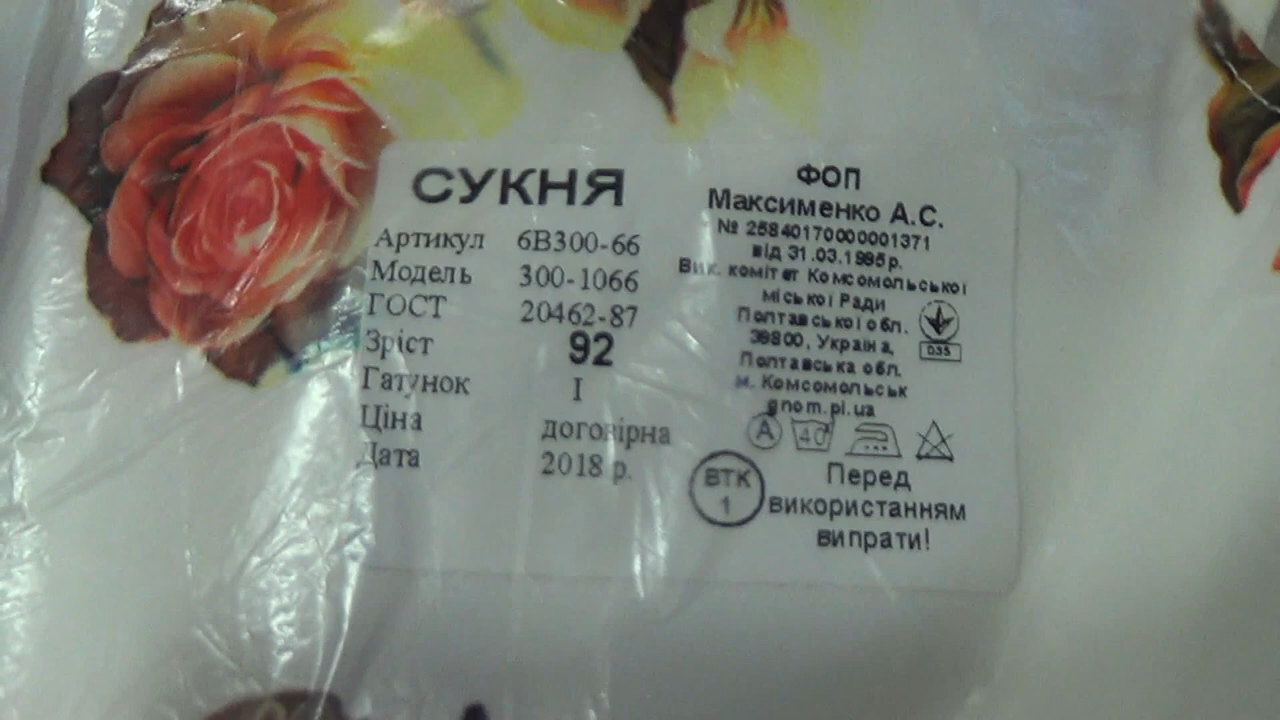 СУКНЯ
Артикул 6В300-66
Модель 300-1066
ГОСТ 20462-87
Зріст 92
Гатунок І
Ціна договірна
Дата 2018 р.
ФОП
Максименко А.С.
№ 25840170000001371
від 31.03.1995р.
Вик. комітет Комсомольської
міської Ради
Полтавської обл.
39800, Україна,
Полтавська обл.
м. Комсомольськ
gnom.pl.ua
D35
A 40
ВТК
1
Перед
використанням
випрати!